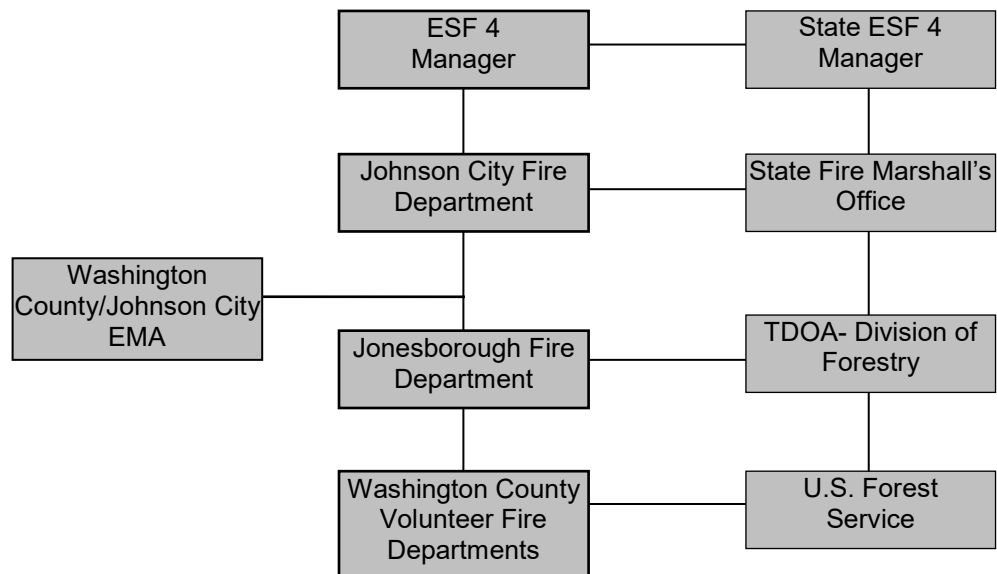 ESF 4
Manager
State ESF 4
Manager
Johnson City Fire
Department
State Fire Marshall’s
Office
Washington
County/Johnson City
EMA
Jonesborough Fire
Department
TDOA- Division of
Forestry
Washington County
Volunteer Fire
Departments
U.S. Forest
Service